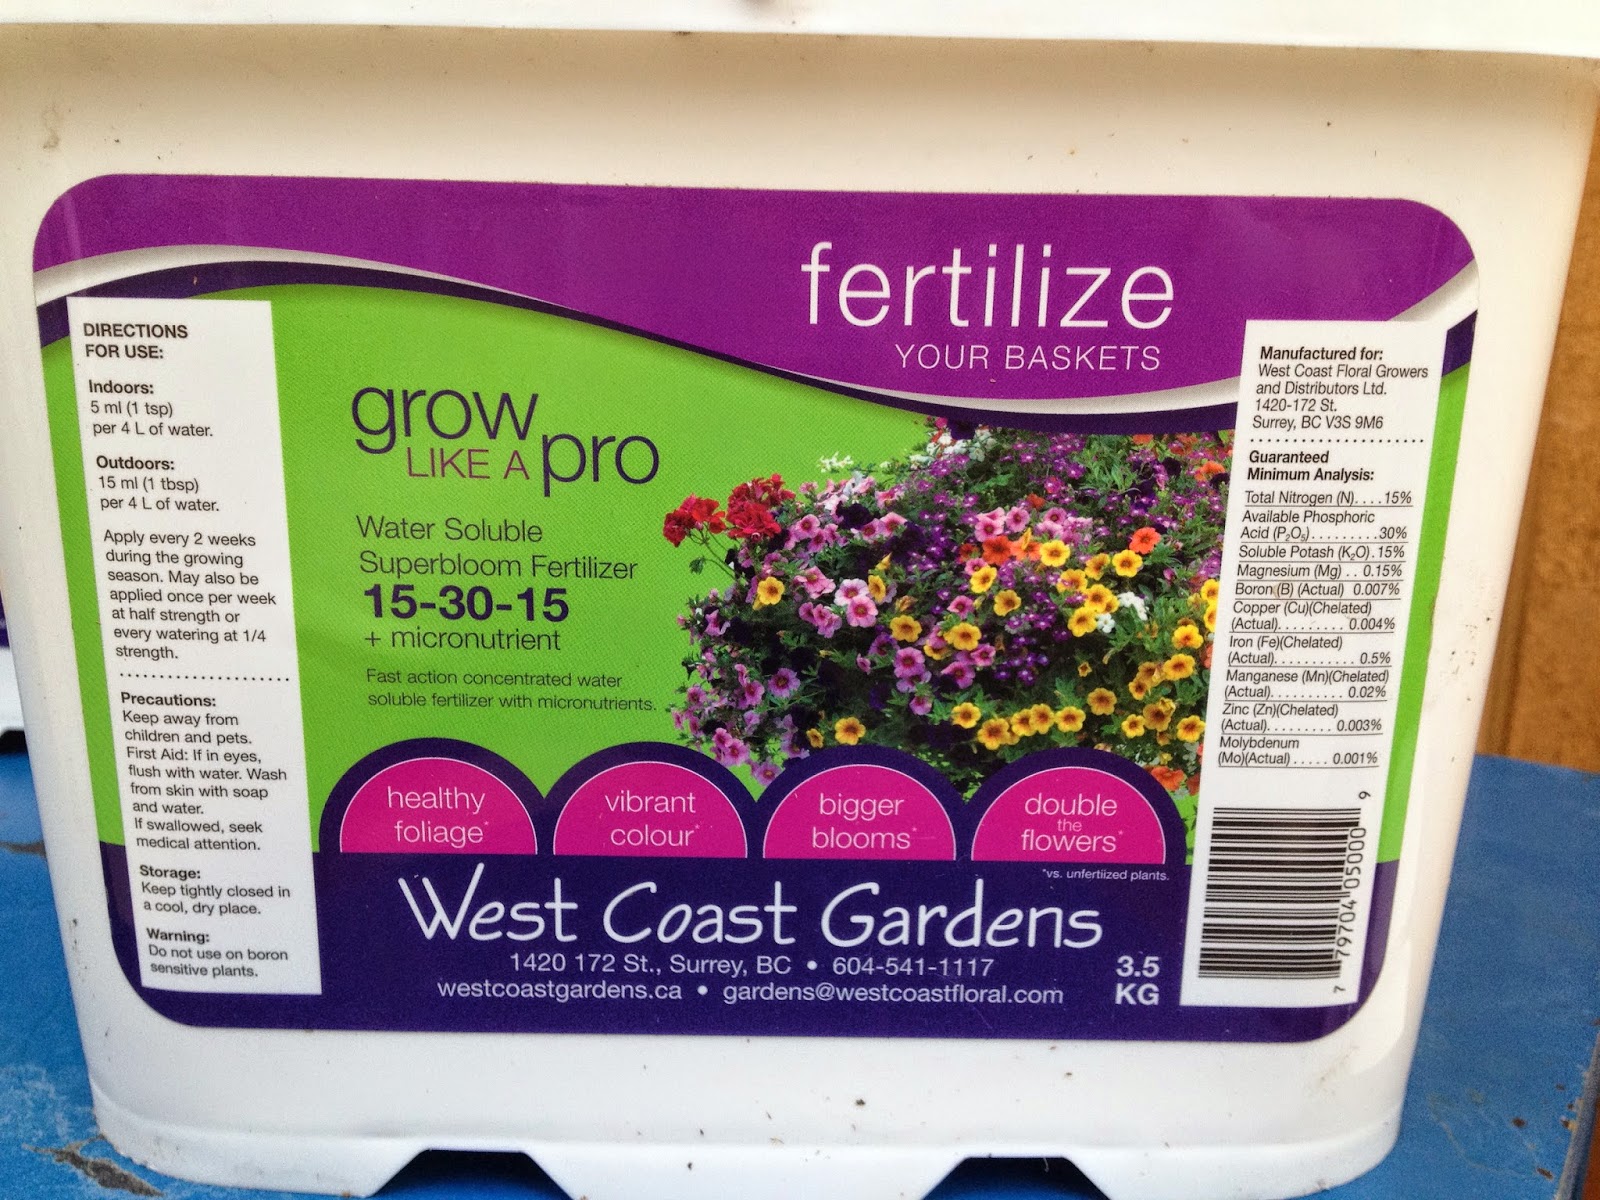 fertilize
YOUR BASKETS
grow
LIKE A pro
Water Soluble
Superbloom Fertilizer
15-30-15
+ micronutrient
Fast action concentrated water
soluble fertilizer with micronutrients.
DIRECTIONS
FOR USE:
Indoors:
5 ml (1 tsp)
per 4 L of water.
Outdoors:
15 ml (1 tbsp)
per 4 L of water.
Apply every 2 weeks
during the growing
season. May also be
applied once per week
at half strength or
every watering at 1/4
strength.
Precautions:
Keep away from
children and pets.
First Aid: If in eyes,
flush with water. Wash
from skin with soap
and water.
If swallowed, seek
medical attention.
Storage:
Keep tightly closed in
a cool, dry place.
Warning:
Do not use on boron
sensitive plants.
healthy
foliage*
vibrant
colour*
bigger
blooms*
double
the
flowers*
*vs. unfertiized plants.
West Coast Gardens
1420 172 St., Surrey, BC • 604-541-1117
westcoastgardens.ca • gardens@westcoastfloral.com
3.5
KG
Manufactured for:
West Coast Floral Growers
and Distributors Ltd.
1420-172 St.
Surrey, BC V3S 9M6
Guaranteed
Minimum Analysis:
Total Nitrogen (N)....15%
Available Phosphoric
Acid (P₂O₅).........30%
Soluble Potash (K₂O).15%
Magnesium (Mg) .. 0.15%
Boron (B) (Actual) 0.007%
Copper (Cu)(Chelated)
(Actual)......... 0.004%
Iron (Fe)(Chelated)
(Actual)........... 0.5%
Manganese (Mn)(Chelated)
(Actual).......... 0.02%
Zinc (Zn)(Chelated)
(Actual)......... 0.003%
Molybdenum
(Mo)(Actual) ..... 0.001%
7 79704 05000 9